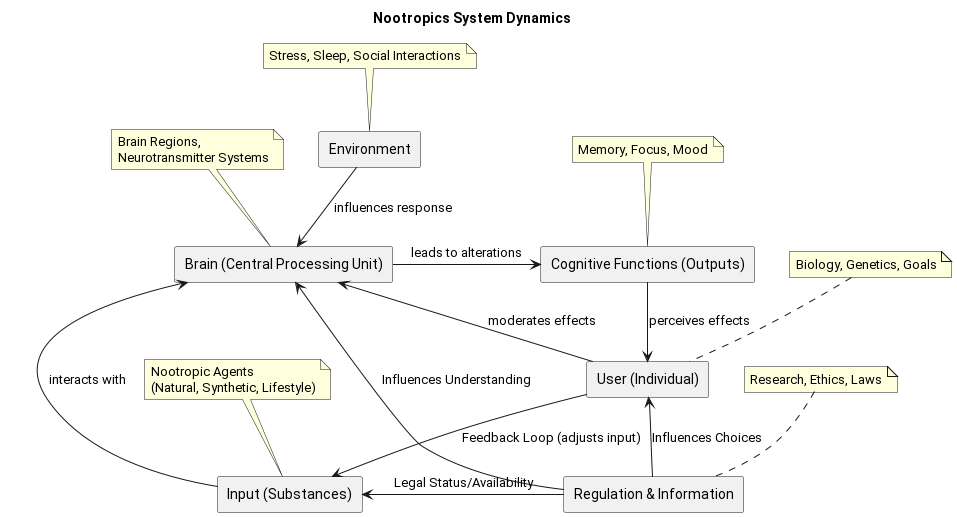 Nootropics System Dynamics
Stress, Sleep, Social Interactions
Brain Regions,
Neurotransmitter Systems
Environment
Memory, Focus, Mood
influences response
Brain (Central Processing Unit)
leads to alterations
Cognitive Functions (Outputs)
Biology, Genetics, Goals
moderates effects
perceives effects
interacts with
Nootropic Agents
(Natural, Synthetic, Lifestyle)
Influences Understanding
User (Individual)
Research, Ethics, Laws
Feedback Loop (adjusts input)
Influences Choices
Input (Substances)
Legal Status/Availability
Regulation & Information